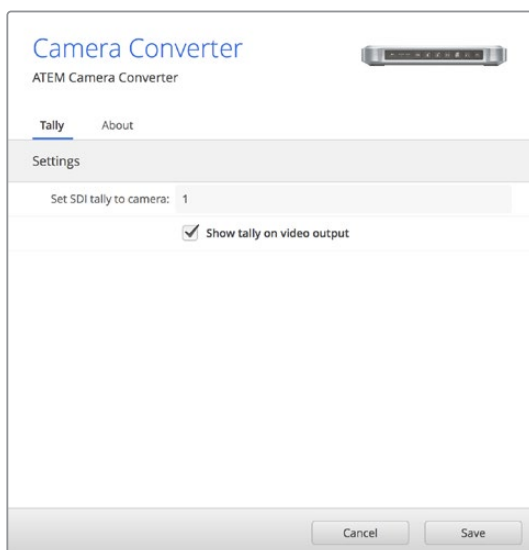 Camera Converter
ATEM Camera Converter
Tally About
Settings
Set SDI tally to camera: 1
Show tally on video output
Cancel Save